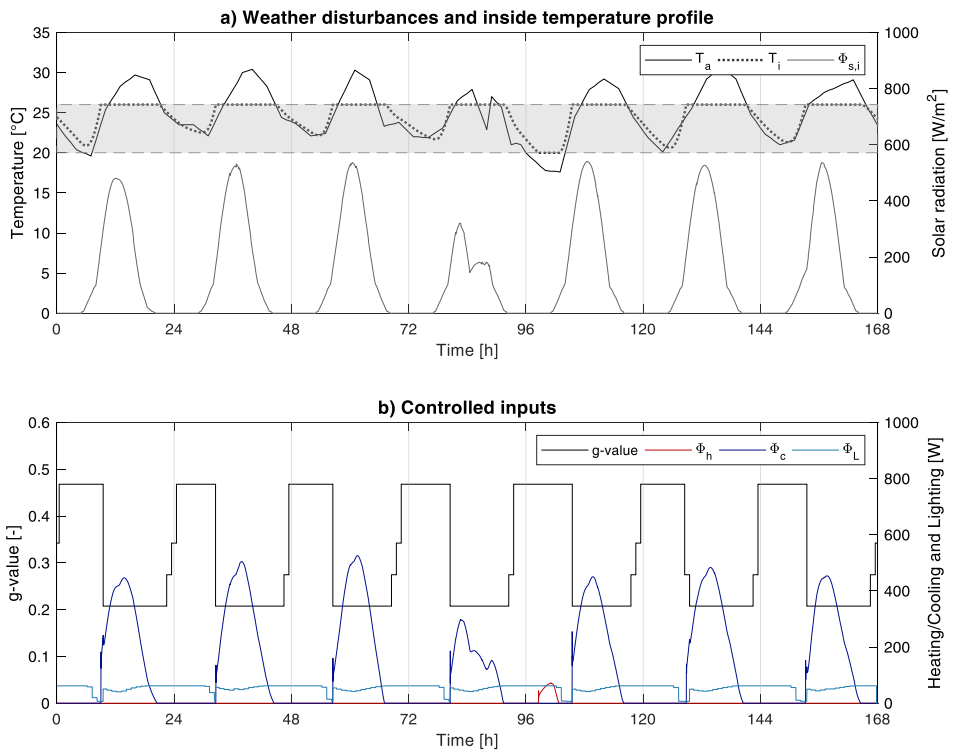 a) Weather disturbances and inside temperature profile
35
30
25
20
15
10
5
0
Temperature [°C]
T_a T_i Φ_s,i
1000
800
600
400
200
0
Solar radiation [W/m²]
0 24 48 72 96 120 144 168
Time [h]
b) Controlled inputs
0.6
0.5
0.4
0.3
0.2
0.1
0
g-value [-]
g-value Φ_h Φ_c Φ_L
1000
800
600
400
200
0
Heating/Cooling and Lighting [W]
0 24 48 72 96 120 144 168
Time [h]